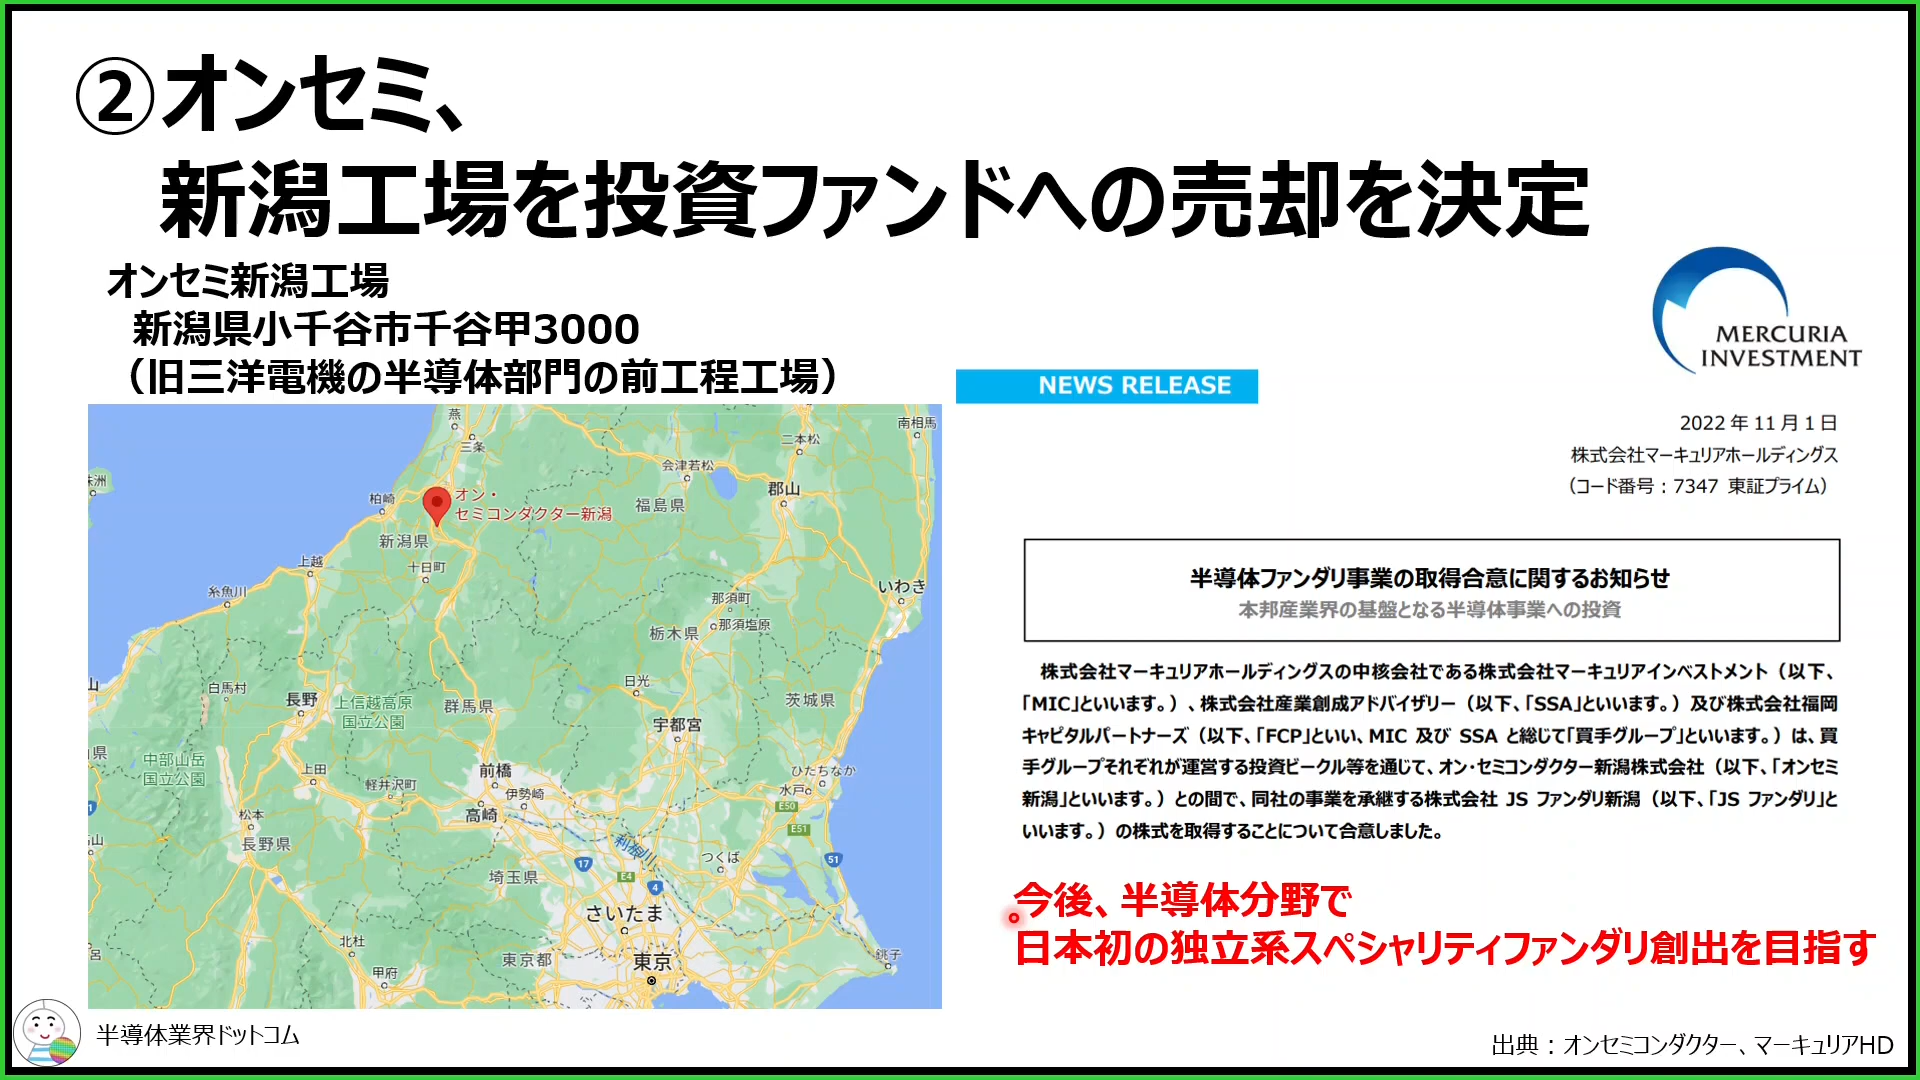 ②オンセミ、
新潟工場を投資ファンドへの売却を決定
オンセミ新潟工場
新潟県小千谷市千谷甲3000
（旧三洋電機の半導体部門の前工程工場）
MERCURIA
INVESTMENT
NEWS RELEASE
2022 年 11 月 1 日
株式会社マーキュリアホールディングス
（コード番号：7347 東証プライム）
半導体ファンダリ事業の取得合意に関するお知らせ
本邦産業界の基盤となる半導体事業への投資
株式会社マーキュリアホールディングスの中核会社である株式会社マーキュリアインベストメント（以下、
「MIC」といいます。）、株式会社産業創成アドバイザリー（以下、「SSA」といいます。）及び株式会社福岡
キャピタルパートナーズ（以下、「FCP」といい、MIC 及び SSA と総じて「買手グループ」といいます。）は、買
手グループそれぞれが運営する投資ビークル等を通じて、オン・セミコンダクター新潟株式会社（以下、「オンセミ
新潟」といいます。）との間で、同社の事業を承継する株式会社 JS ファンダリ新潟（以下、「JS ファンダリ」と
いいます。）の株式を取得することについて合意しました。
今後、半導体分野で
日本初の独立系スペシャリティファンダリ創出を目指す
燕
三条
二本松
南相馬
珠洲
柏崎
オン・
セミコンダクター新潟
会津若松
福島県
郡山
新潟県
十日町
上越
糸魚川
那須町
いわき
那須塩原
栃木県
白馬村
長野
上信越高原
国立公園
群馬県
日光
茨城県
宇都宮
山
県
中部山岳
国立公園
上田
軽井沢町
前橋
伊勢崎
高崎
ひたちなか
水戸
E50
E51
松本
長野県
利根川
つくば
51
17
E4
4
埼玉県
さいたま
北杜
甲府
東京都
東京
銚子
半導体業界ドットコム
出典：オンセミコンダクター、マーキュリアHD